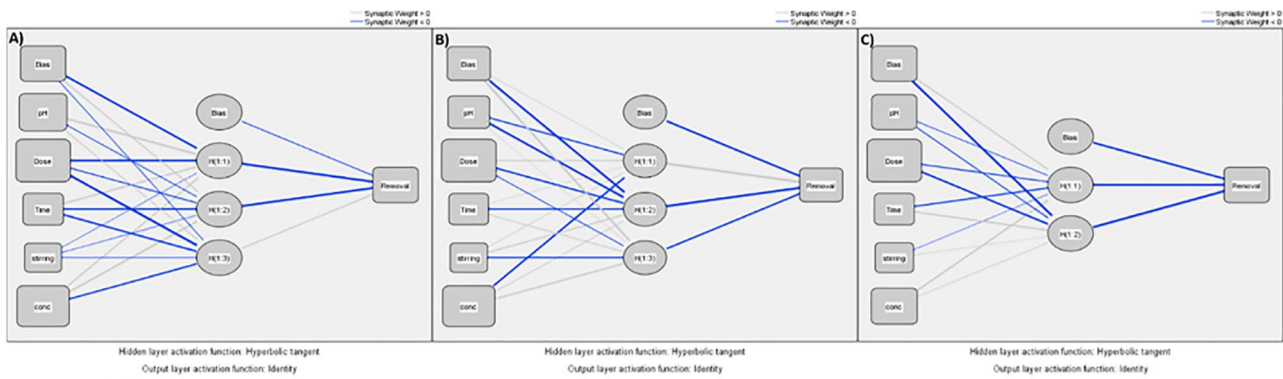 Synaptic Weight > 0
Synaptic Weight < 0
Synaptic Weight > 0
Synaptic Weight < 0
Synaptic Weight > 0
Synaptic Weight < 0
A)
Bias
pH
Dose
Time
stirring
conc
Bias
H(1:1)
H(1:2)
H(1:3)
Removal
Hidden layer activation function: Hyperbolic tangent
Output layer activation function: Identity
B)
Bias
pH
Dose
Time
stirring
conc
Bias
H(1:1)
H(1:2)
H(1:3)
Removal
Hidden layer activation function: Hyperbolic tangent
Output layer activation function: Identity
C)
Bias
pH
Dose
Time
stirring
conc
Bias
H(1:1)
H(1:2)
Removal
Hidden layer activation function: Hyperbolic tangent
Output layer activation function: Identity